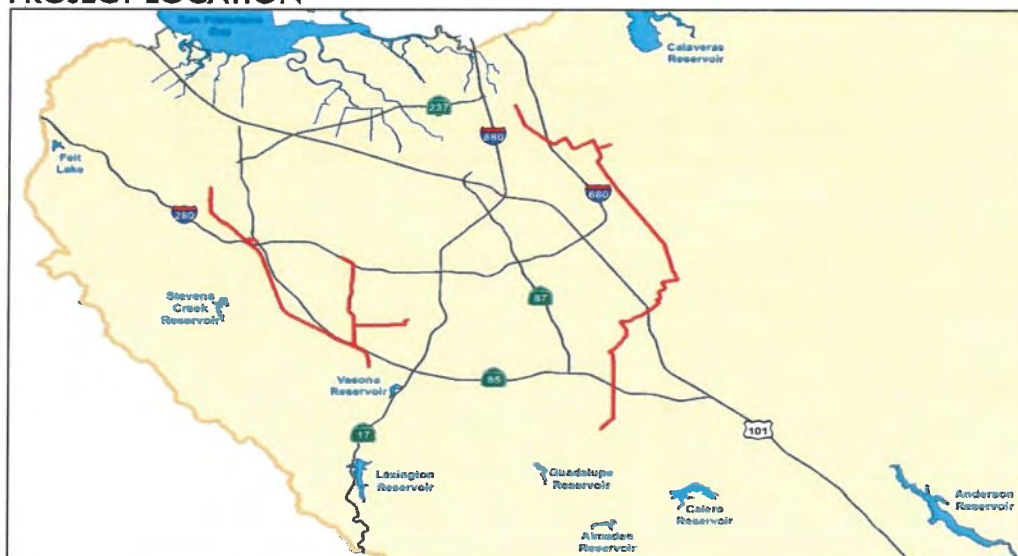 PROJECT LOCATION
San Francisco
Bay
Calaveras
Reservoir
237
880
Felt
Lake
280
680
Stevens
Creek
Reservoir
87
Vasona
Reservoir
85
17
101
Lexington
Reservoir
Guadalupe
Reservoir
Calero
Reservoir
Anderson
Reservoir
Almaden
Reservoir